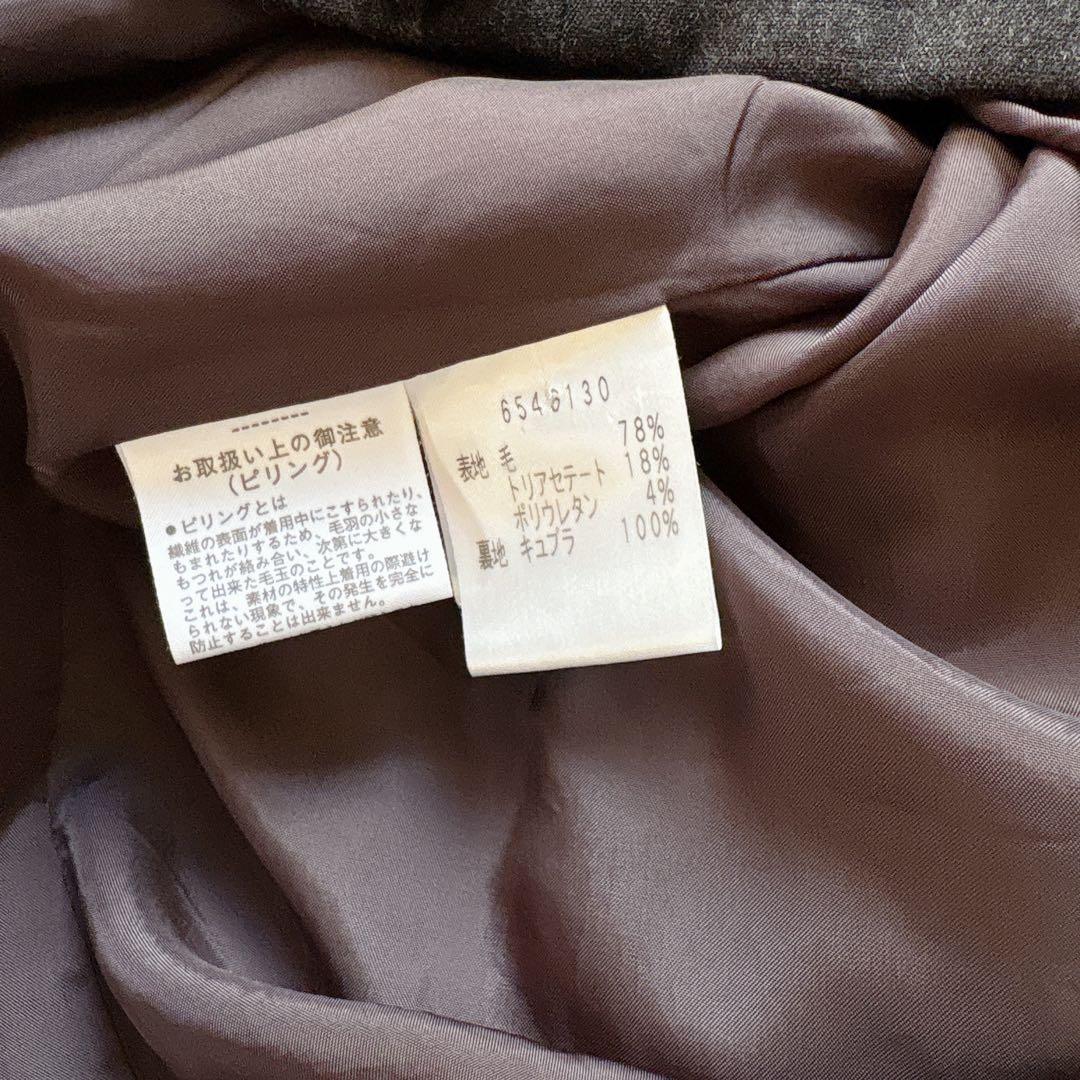 お取扱い上の御注意
(ピリング)
●ピリングとは
繊維の表面が着用中にこすられたり、
もまれたりするため、毛羽の小さな
もつれが絡み合い、次第に大きくな
って出来た毛玉のことです。
これは、素材の特性上着用の際避け
られない現象で、その発生を完全に
防止することは出来ません。
6546130
表地 毛 78%
トリアセテート 18%
ポリウレタン 4%
裏地 キュプラ 100%